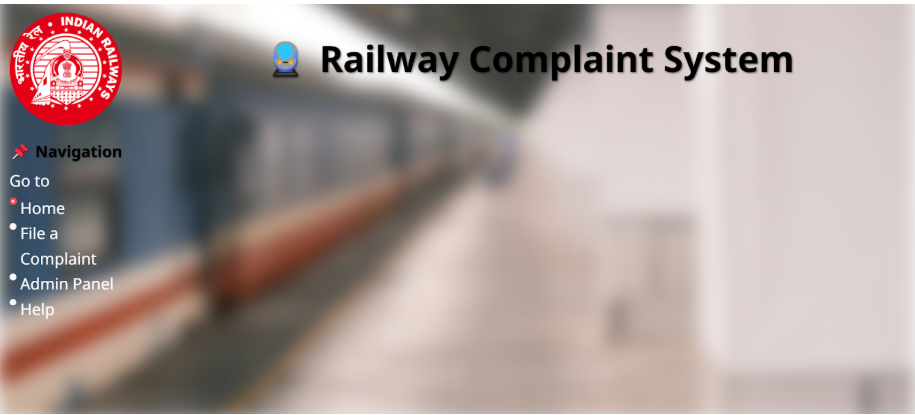 भारतीय रेल • INDIAN RAILWAYS
Railway Complaint System
Navigation
Go to
Home
File a
Complaint
Admin Panel
Help